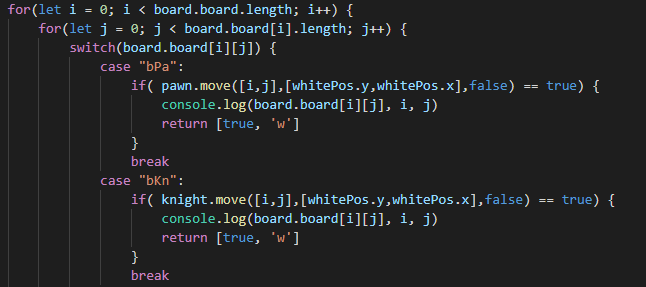 for(let i = 0; i < board.board.length; i++) {
    for(let j = 0; j < board.board[i].length; j++) {
        switch(board.board[i][j]) {
            case "bPa":
                if( pawn.move([i,j],[whitePos.y,whitePos.x],false) == true) {
                    console.log(board.board[i][j], i, j)
                    return [true, 'w']
                }
                break
            case "bKn":
                if( knight.move([i,j],[whitePos.y,whitePos.x],false) == true) {
                    console.log(board.board[i][j], i, j)
                    return [true, 'w']
                }
                break